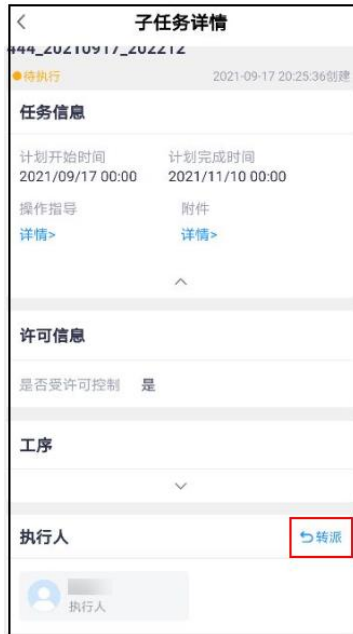 子任务详情
444_20210917_202212
待执行 2021-09-17 20:25:36创建
任务信息
计划开始时间 计划完成时间
2021/09/17 00:00 2021/11/10 00:00
操作指导 附件
详情> 详情>
许可信息
是否受许可控制 是
工序
执行人 转派
执行人